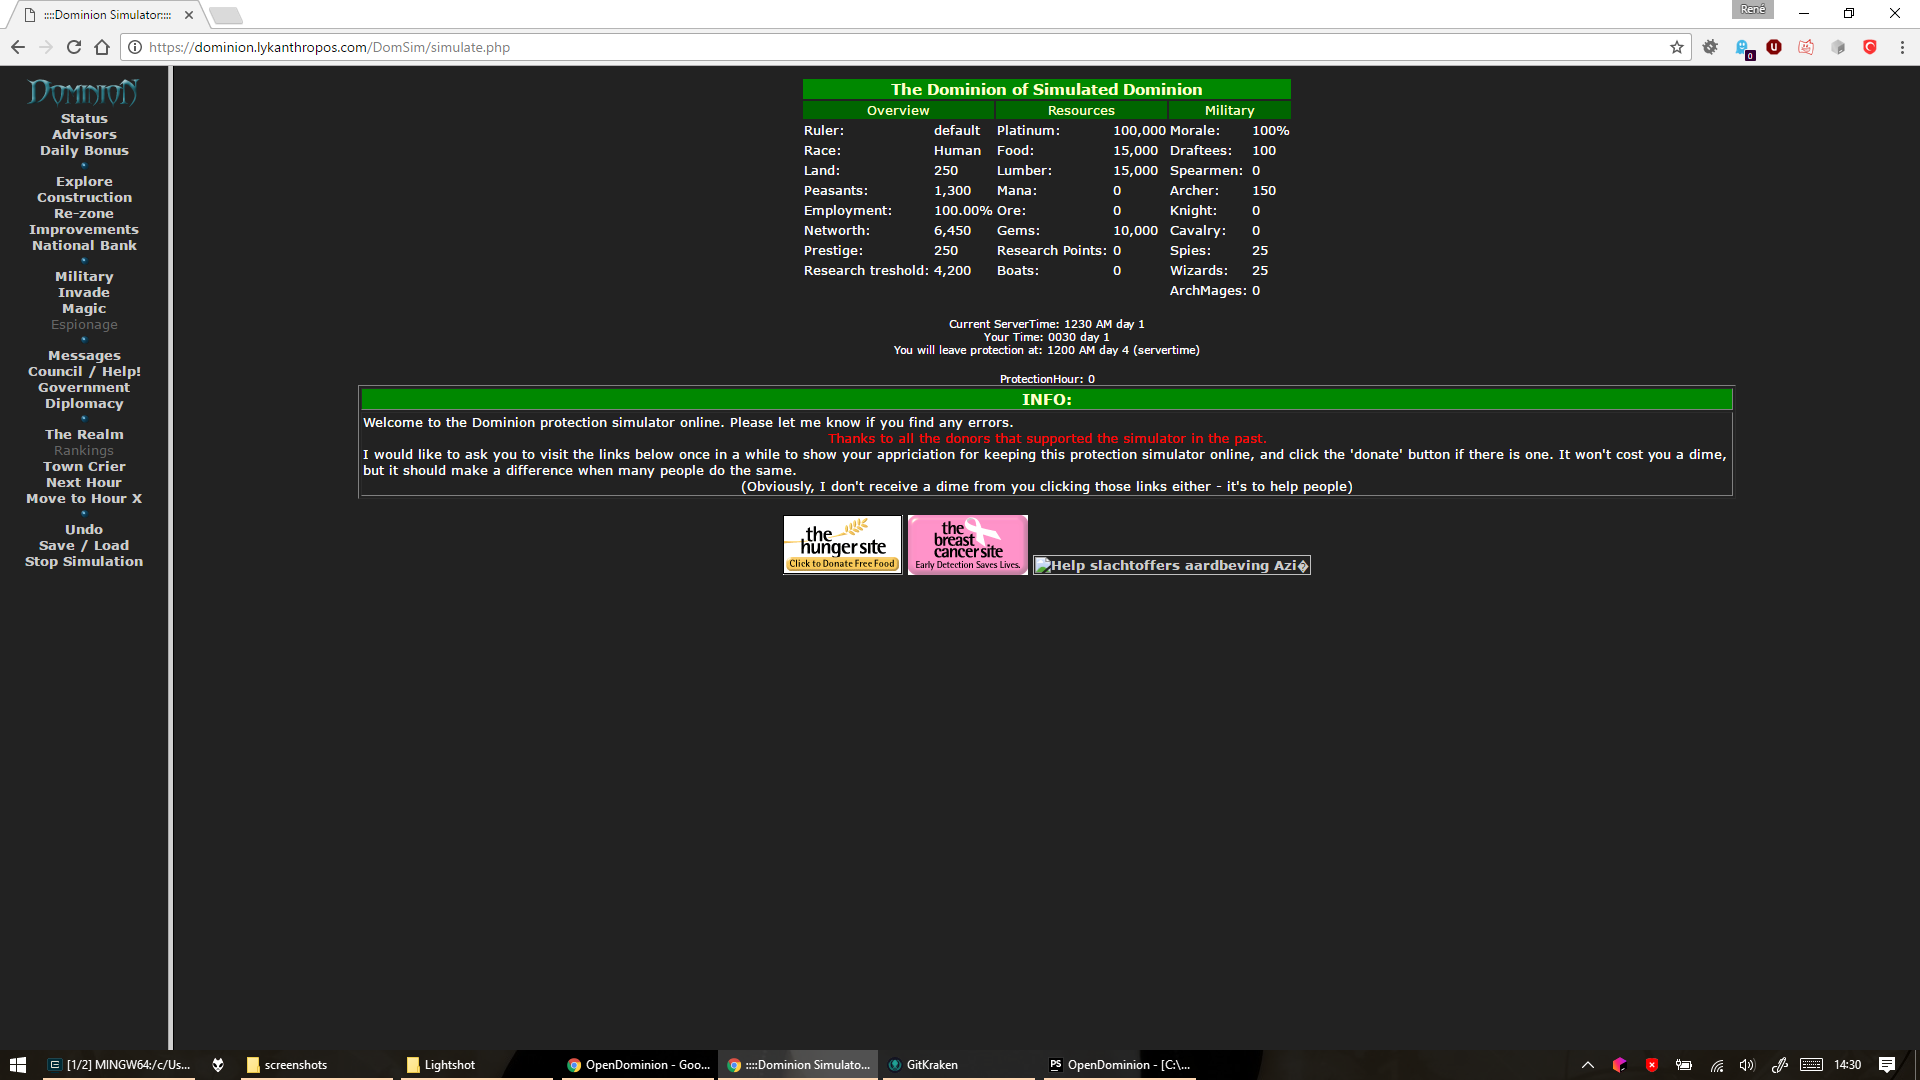 ::::Dominion Simulator::::
René
https://dominion.lykanthropos.com/DomSim/simulate.php
0
DOMINION
Status
Advisors
Daily Bonus
Explore
Construction
Re-zone
Improvements
National Bank
Military
Invade
Magic
Espionage
Messages
Council / Help!
Government
Diplomacy
The Realm
Rankings
Town Crier
Next Hour
Move to Hour X
Undo
Save / Load
Stop Simulation
The Dominion of Simulated Dominion
Overview Resources Military
Ruler: default Platinum: 100,000 Morale: 100%
Race: Human Food: 15,000 Draftees: 100
Land: 250 Lumber: 15,000 Spearmen: 0
Peasants: 1,300 Mana: 0 Archer: 150
Employment: 100.00% Ore: 0 Knight: 0
Networth: 6,450 Gems: 10,000 Cavalry: 0
Prestige: 250 Research Points: 0 Spies: 25
Research treshold: 4,200 Boats: 0 Wizards: 25
ArchMages: 0
Current ServerTime: 1230 AM day 1
Your Time: 0030 day 1
You will leave protection at: 1200 AM day 4 (servertime)
ProtectionHour: 0
INFO:
Welcome to the Dominion protection simulator online. Please let me know if you find any errors.
Thanks to all the donors that supported the simulator in the past.
I would like to ask you to visit the links below once in a while to show your appriciation for keeping this protection simulator online, and click the 'donate' button if there is one. It won't cost you a dime,
but it should make a difference when many people do the same.
(Obviously, I don't receive a dime from you clicking those links either - it's to help people)
the
hungersite
Click to Donate Free Food
the
breast
cancer site
Early Detection Saves Lives.
Help slachtoffers aardbeving Azi�
[1/2] MINGW64:/c/Us... screenshots Lightshot OpenDominion - Goo... ::::Dominion Simulato... GitKraken PS OpenDominion - [C:\... 14:30